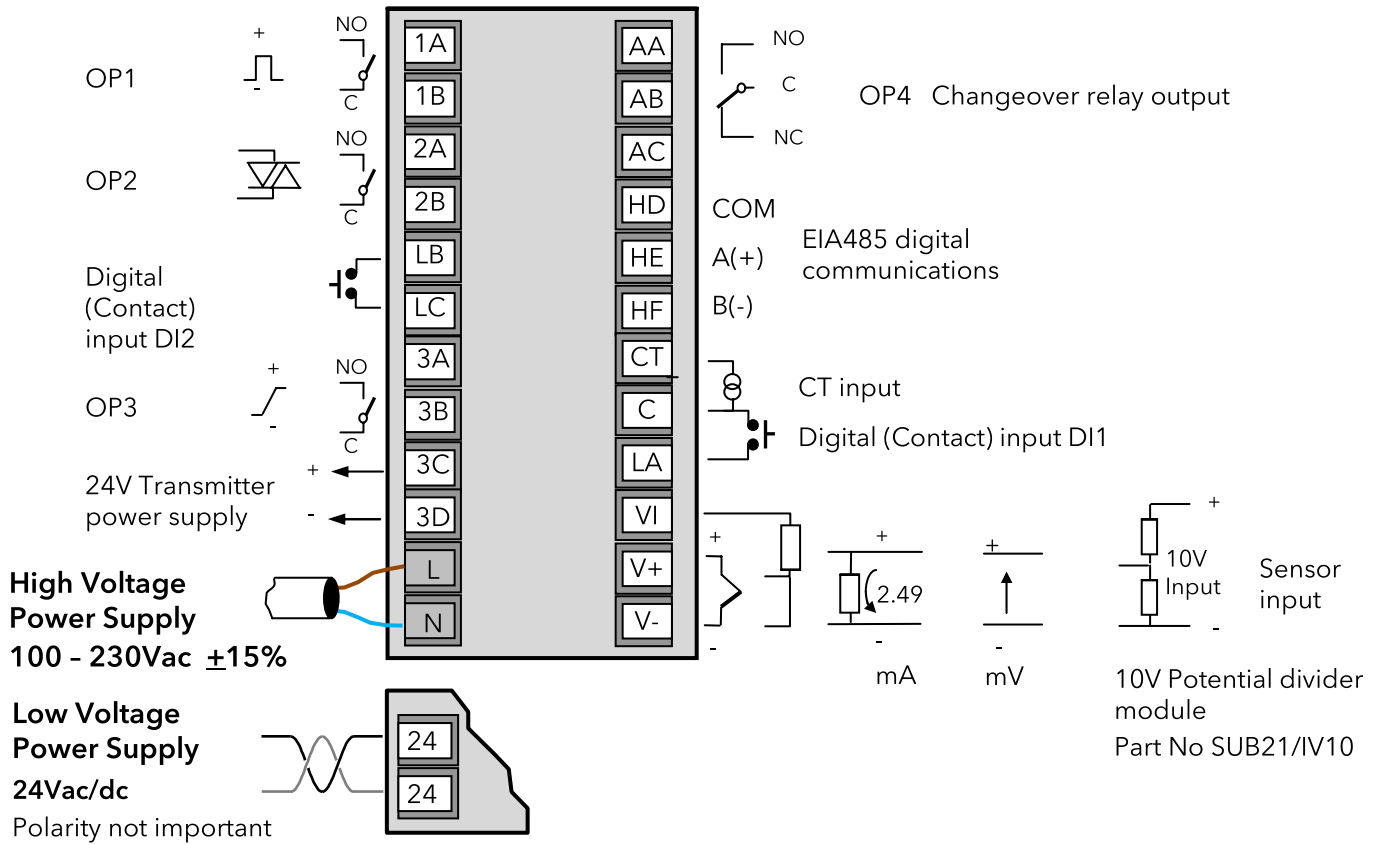 OP1
+
-
NO
C
1A
1B
OP2
NO
C
2A
2B
Digital
(Contact)
input DI2
LB
LC
OP3
+
-
NO
C
3A
3B
24V Transmitter
power supply
+
-
3C
3D
High Voltage
Power Supply
100 – 230Vac ±15%
L
N
Low Voltage
Power Supply
24Vac/dc
Polarity not important
24
24
AA
AB
AC
NO
C
NC
OP4 Changeover relay output
HD
HE
HF
COM
A(+)
B(-)
EIA485 digital
communications
CT
C
LA
CT input
Digital (Contact) input DI1
VI
V+
V-
+
-
+
2.49
-
mA
+
-
mV
+
10V
Input
-
Sensor
input
10V Potential divider
module
Part No SUB21/IV10